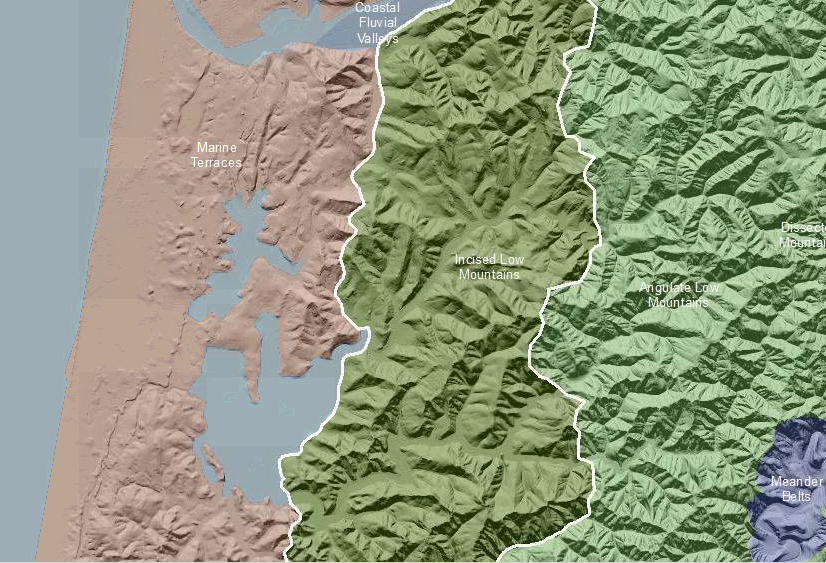 Coastal
Fluvial
Valleys
Marine
Terraces
Incised Low
Mountains
Angulate Low
Mountains
Meander
Belts